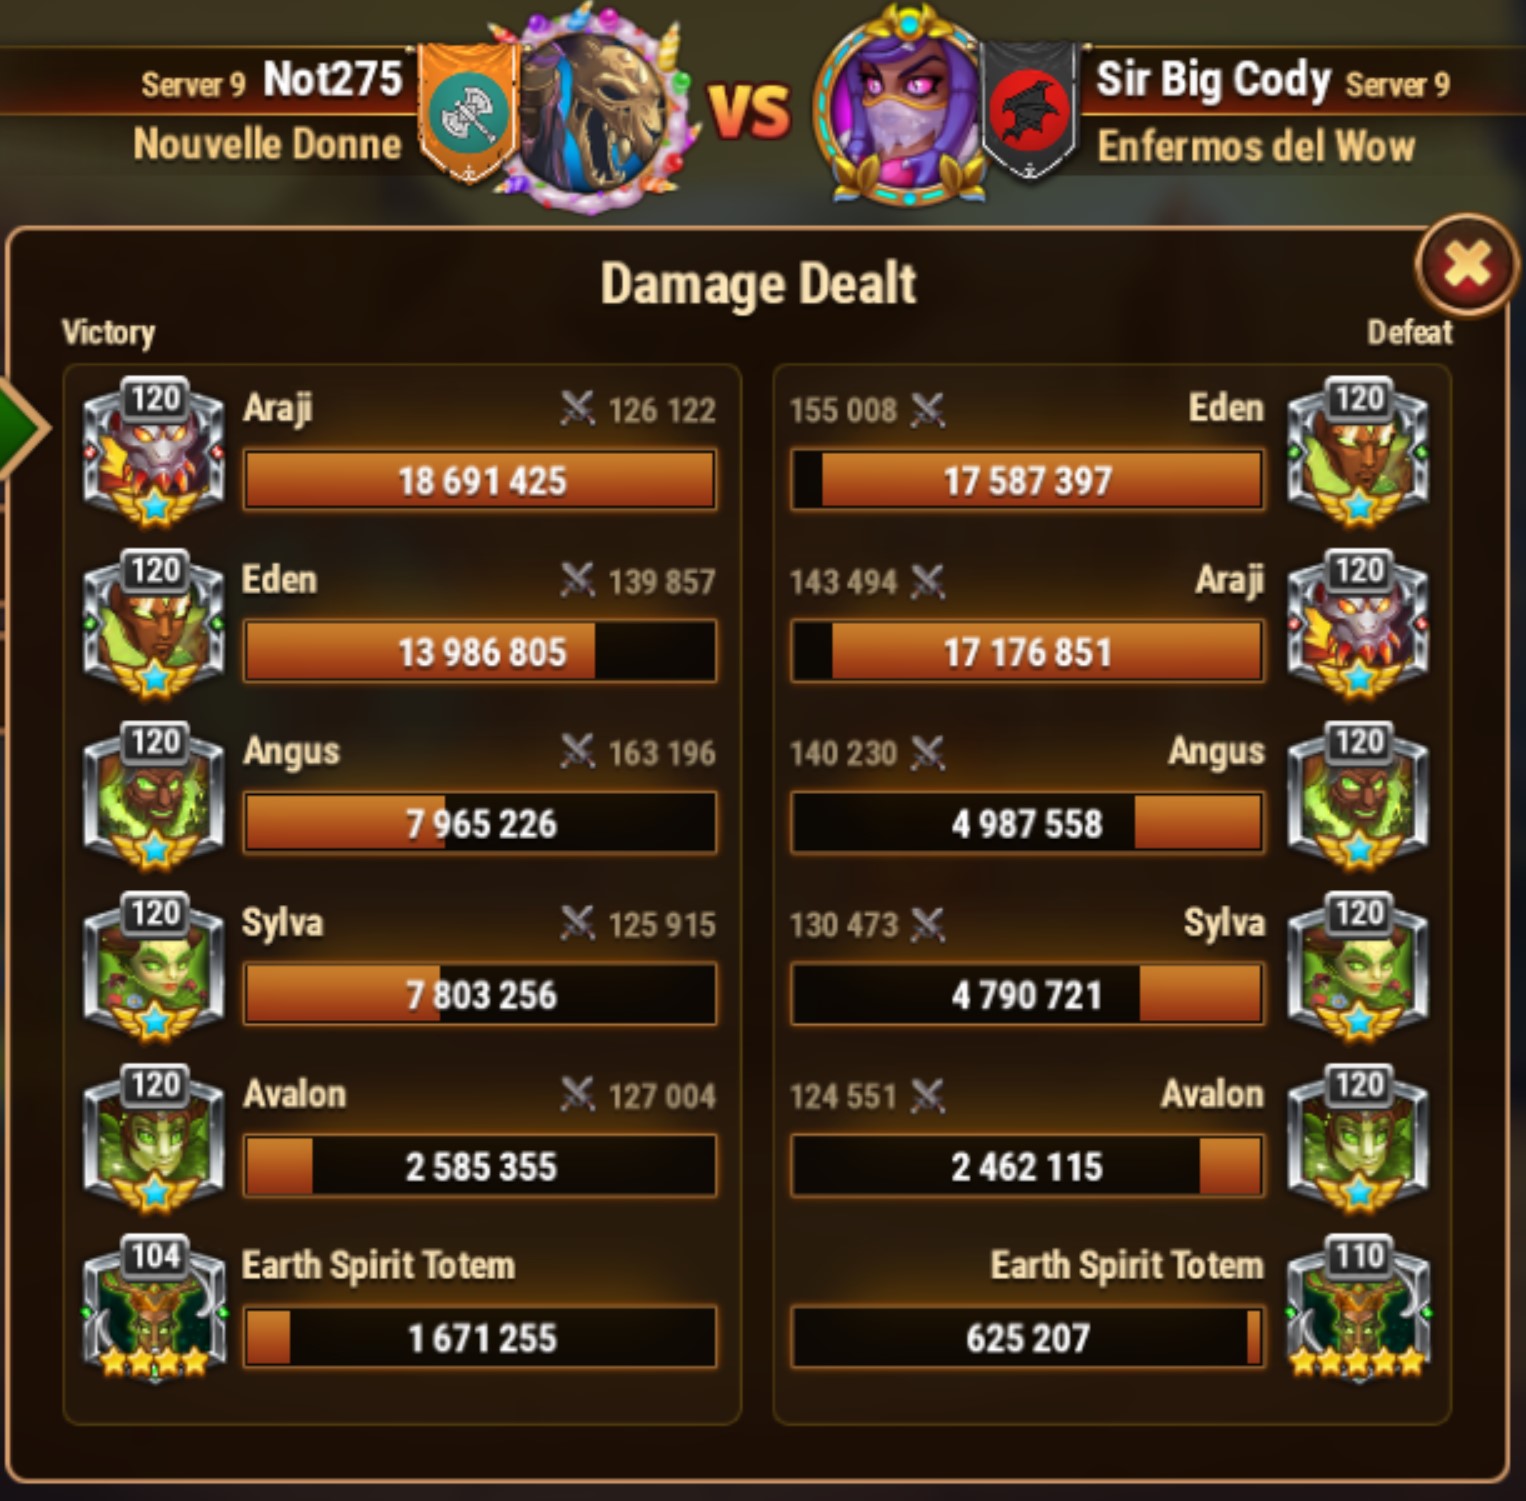 Server 9 Not275
Nouvelle Donne
VS
Sir Big Cody Server 9
Enfermos del Wow
Damage Dealt
Victory
Defeat
120 Araji 126 122
18 691 425
155 008 Eden 120
17 587 397
120 Eden 139 857
13 986 805
143 494 Araji 120
17 176 851
120 Angus 163 196
7 965 226
140 230 Angus 120
4 987 558
120 Sylva 125 915
7 803 256
130 473 Sylva 120
4 790 721
120 Avalon 127 004
2 585 355
124 551 Avalon 120
2 462 115
104 Earth Spirit Totem
1 671 255
Earth Spirit Totem 110
625 207